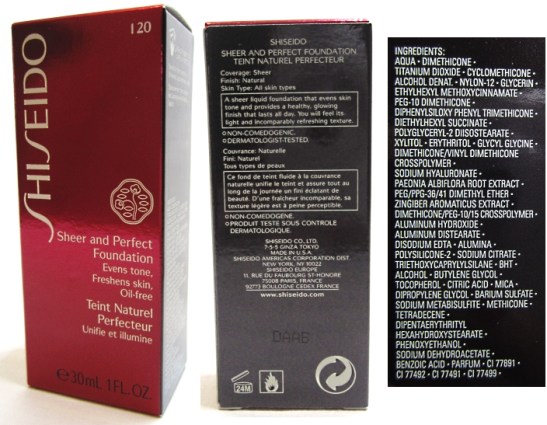 I 20
SHISEIDO
Sheer and Perfect
Foundation
Evens tone,
Freshens skin,
Oil-free
Teint Naturel
Perfecteur
Unifie et illumine
℮30mL 1FL.OZ.
SHISEIDO
SHEER AND PERFECT FOUNDATION
TEINT NATUREL PERFECTEUR
Coverage: Sheer
Finish: Natural
Skin Type: All skin types
A sheer liquid foundation that evens skin
tone and provides a healthy, glowing
finish that lasts all day. You will feel its
light and incomparably refreshing texture.
NON-COMEDOGENIC.
DERMATOLOGIST-TESTED
Couvrance: Naturelle
Fini: Naturel
Tous types de peaux
Ce fond de teint fluide à la couvrance
naturelle unifie le teint et assure tout au
long de la journée un fini éclatant de
beauté. D'une fraîcheur incomparable, sa
texture légère est à peine perceptible.
NON-COMEDOGENE.
PRODUIT TESTE SOUS CONTROLE
DERMATOLOGIQUE.
SHISEIDO CO., LTD.
7-5-5 GINZA TOKYO
MADE IN U.S.A.
SHISEIDO AMERICAS CORPORATION DIST.
NEW YORK, NY 10022
SHISEIDO EUROPE
11, RUE DU FAUBOURG ST-HONORE
75008 PARIS, FRANCE
92773 BOULOGNE CEDEX FRANCE
www.shiseido.com
24M
INGREDIENTS:
AQUA • DIMETHICONE •
TITANIUM DIOXIDE • CYCLOMETHICONE •
ALCOHOL DENAT. • NYLON-12 • GLYCERIN •
ETHYLHEXYL METHOXYCINNAMATE •
PEG-10 DIMETHICONE •
DIPHENYLSILOXY PHENYL TRIMETHICONE •
DIETHYLHEXYL SUCCINATE •
POLYGLYCERYL-2 DIISOSTEARATE •
XYLITOL • ERYTHRITOL • GLYCYL GLYCINE •
DIMETHICONE/VINYL DIMETHICONE
CROSSPOLYMER •
SODIUM HYALURONATE •
PAEONIA ALBIFLORA ROOT EXTRACT •
PEG/PPG-36/41 DIMETHYL ETHER •
ZINGIBER AROMATICUS EXTRACT •
DIMETHICONE/PEG-10/15 CROSSPOLYMER •
ALUMINUM HYDROXIDE •
ALUMINUM DISTEARATE •
DISODIUM EDTA • ALUMINA •
POLYSILICONE-2 • SODIUM CITRATE •
TRIETHOXYCAPRYLYLSILANE • BHT •
ALCOHOL • BUTYLENE GLYCOL •
TOCOPHEROL • CITRIC ACID • MICA •
DIPROPYLENE GLYCOL • BARIUM SULFATE •
SODIUM METABISULFITE • METHICONE •
TETRADECENE •
DIPENTAERYTHRITYL
HEXAHYDROXYSTEARATE •
PHENOXYETHANOL •
SODIUM DEHYDROACETATE •
BENZOIC ACID • PARFUM • CI 77891 •
CI 77492 • CI 77491 • CI 77499 •